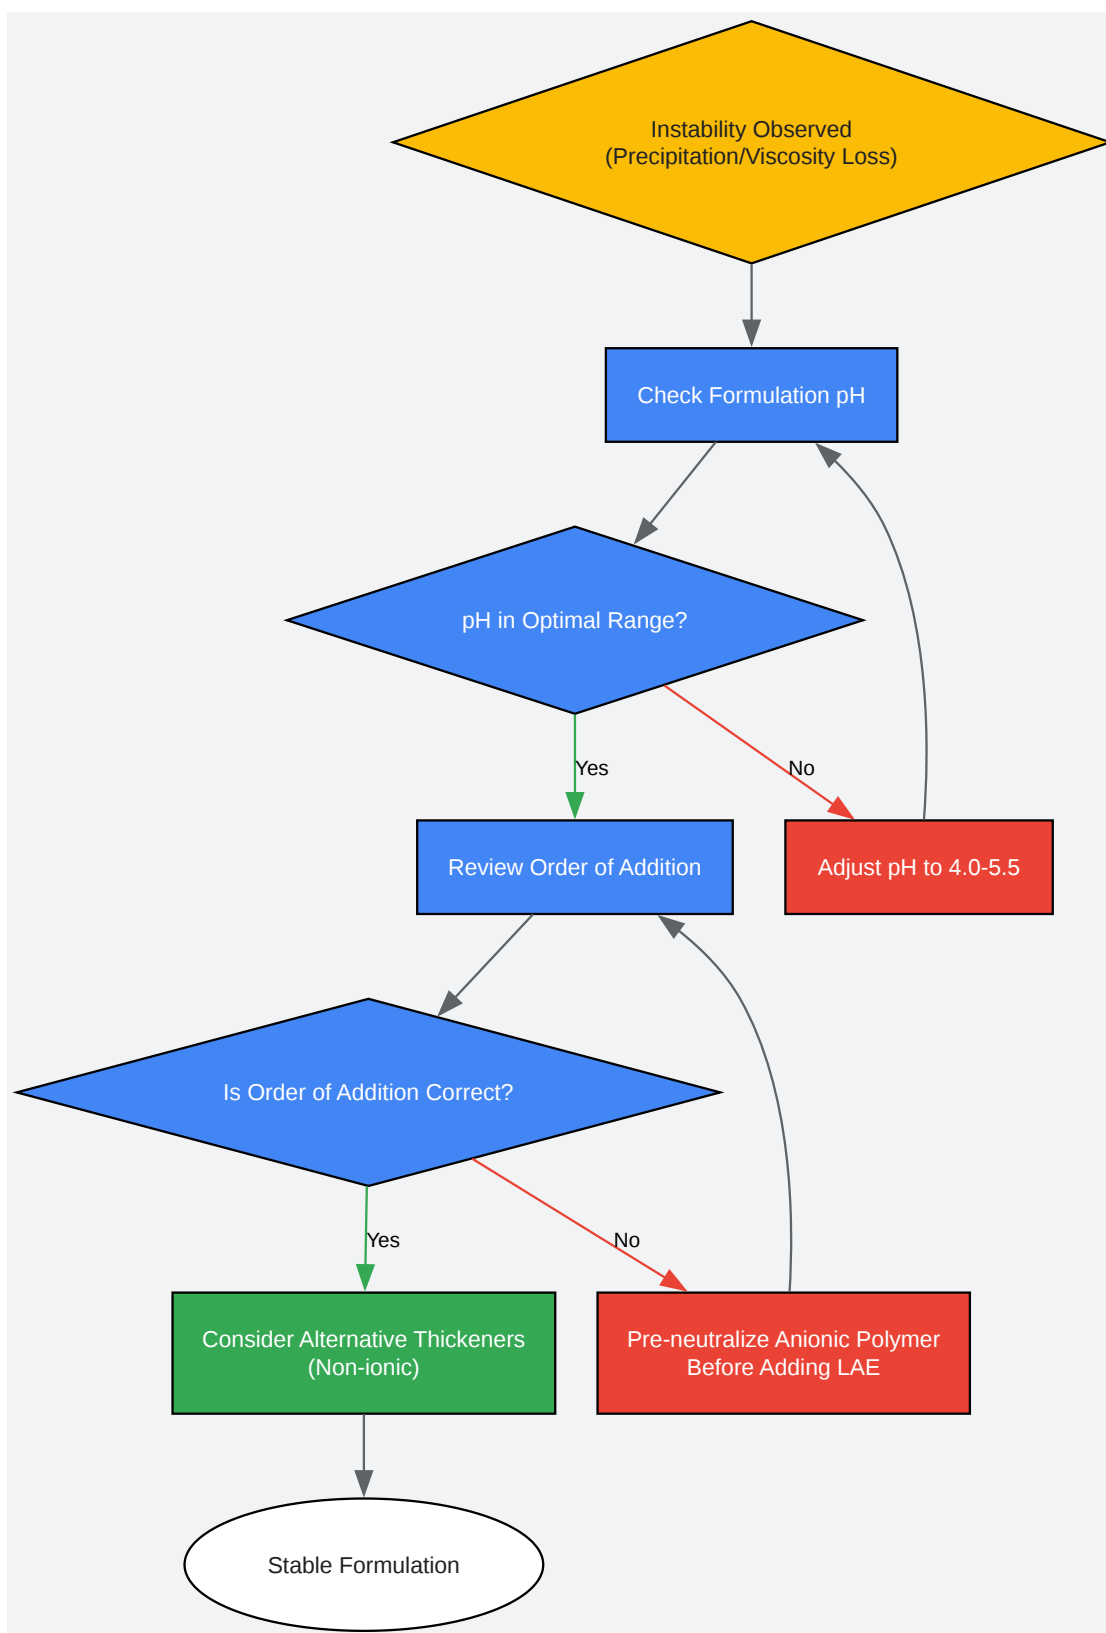 Instability Observed
(Precipitation/Viscosity Loss)
Check Formulation pH
pH in Optimal Range?
Yes
No
Review Order of Addition
Adjust pH to 4.0-5.5
Is Order of Addition Correct?
Yes
No
Consider Alternative Thickeners
(Non-ionic)
Pre-neutralize Anionic Polymer
Before Adding LAE
Stable Formulation